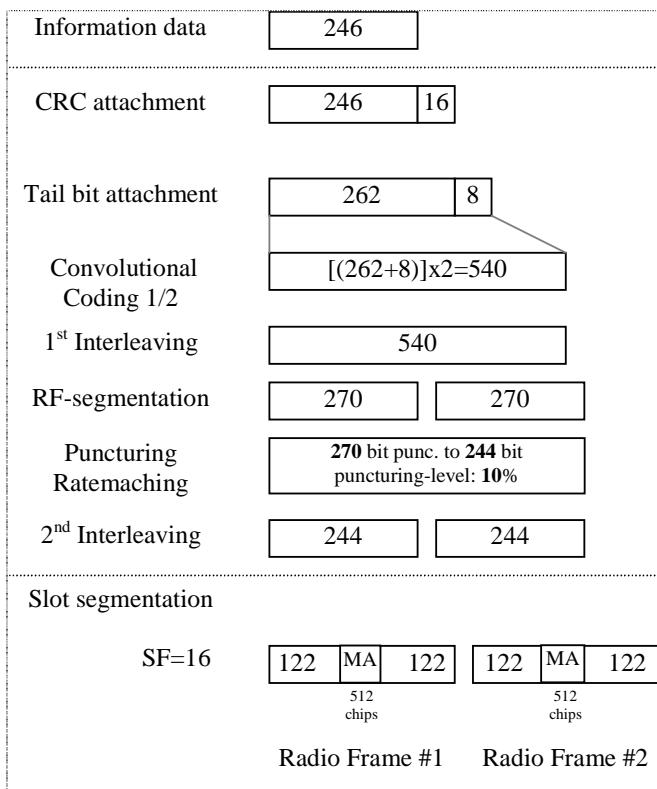 Information data 246
CRC attachment 246 16
Tail bit attachment 262 8
Convolutional
Coding 1/2
[(262+8)]x2=540
1st Interleaving 540
RF-segmentation 270 270
Puncturing
Ratemaching
270 bit punc. to 244 bit
puncturing-level: 10%
2nd Interleaving 244 244
Slot segmentation
SF=16 122 MA 122 122 MA 122
512
chips
512
chips
Radio Frame #1 Radio Frame #2